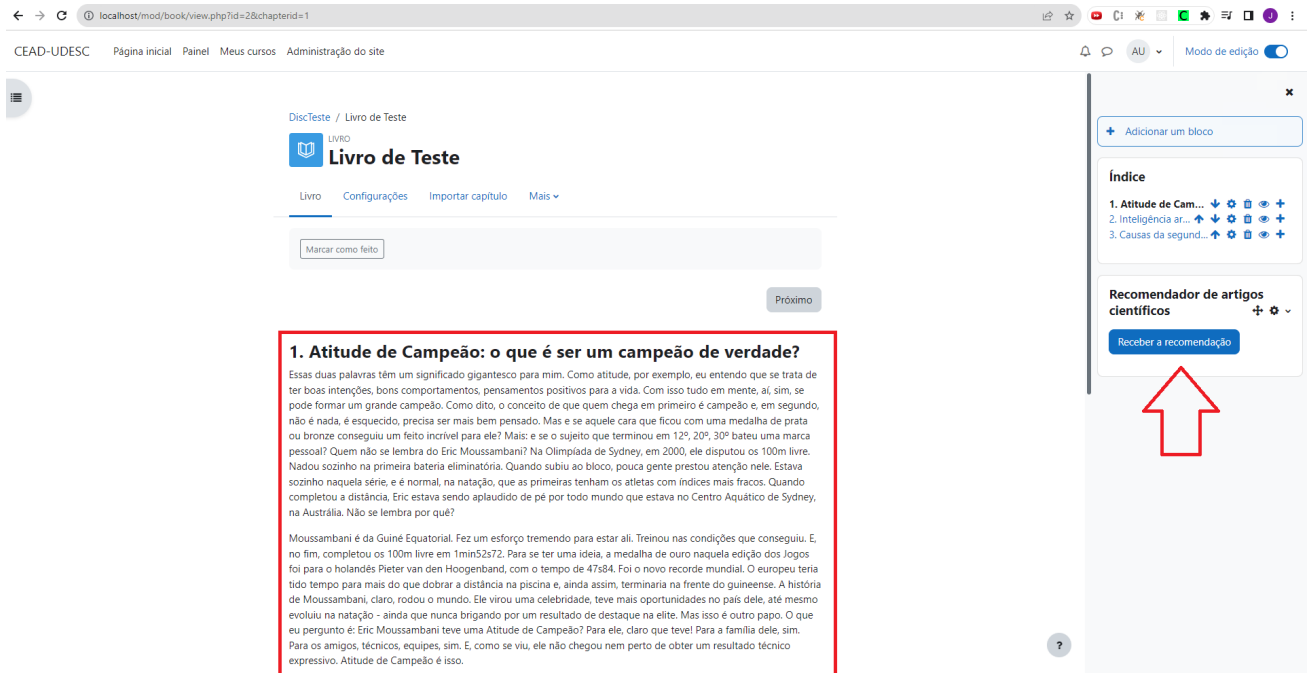 localhost/mod/book/view.php?id=2&chapterid=1
CEAD-UDESC Página inicial Painel Meus cursos Administração do site AU Modo de edição
DiscTeste / Livro de Teste
LIVRO
Livro de Teste
Livro Configurações Importar capítulo Mais
Marcar como feito
Próximo
1. Atitude de Campeão: o que é ser um campeão de verdade?
Essas duas palavras têm um significado gigantesco para mim. Como atitude, por exemplo, eu entendo que se trata de
ter boas intenções, bons comportamentos, pensamentos positivos para a vida. Com isso tudo em mente, aí, sim, se
pode formar um grande campeão. Como dito, o conceito de que quem chega em primeiro é campeão e, em segundo,
não é nada, é esquecido, precisa ser mais bem pensado. Mas e se aquele cara que ficou com uma medalha de prata
ou bronze conseguiu um feito incrível para ele? Mais: e se o sujeito que terminou em 12º, 20º, 30º bateu uma marca
pessoal? Quem não se lembra do Eric Moussambani? Na Olimpíada de Sydney, em 2000, ele disputou os 100m livre.
Nadou sozinho na primeira bateria eliminatória. Quando subiu ao bloco, pouca gente prestou atenção nele. Estava
sozinho naquela série, e é normal, na natação, que as primeiras tenham os atletas com índices mais fracos. Quando
completou a distância, Eric estava sendo aplaudido de pé por todo mundo que estava no Centro Aquático de Sydney,
na Austrália. Não se lembra por quê?
Moussambani é da Guiné Equatorial. Fez um esforço tremendo para estar ali. Treinou nas condições que conseguiu. E,
no fim, completou os 100m livre em 1min52s72. Para se ter uma ideia, a medalha de ouro naquela edição dos Jogos
foi para o holandês Pieter van den Hoogenband, com o tempo de 47s84. Foi o novo recorde mundial. O europeu teria
tido tempo para mais do que dobrar a distância na piscina e, ainda assim, terminaria na frente do guineense. A história
de Moussambani, claro, rodou o mundo. Ele virou uma celebridade, teve mais oportunidades no país dele, até mesmo
evoluiu na natação - ainda que nunca brigando por um resultado de destaque na elite. Mas isso é outro papo. O que
eu pergunto é: Eric Moussambani teve uma Atitude de Campeão? Para ele, claro que teve! Para a família dele, sim.
Para os amigos, técnicos, equipes, sim. E, como se viu, ele não chegou nem perto de obter um resultado técnico
expressivo. Atitude de Campeão é isso.
Adicionar um bloco
Índice
1. Atitude de Cam...
2. Inteligência ar...
3. Causas da segund...
Recomendador de artigos
científicos
Receber a recomendação
?